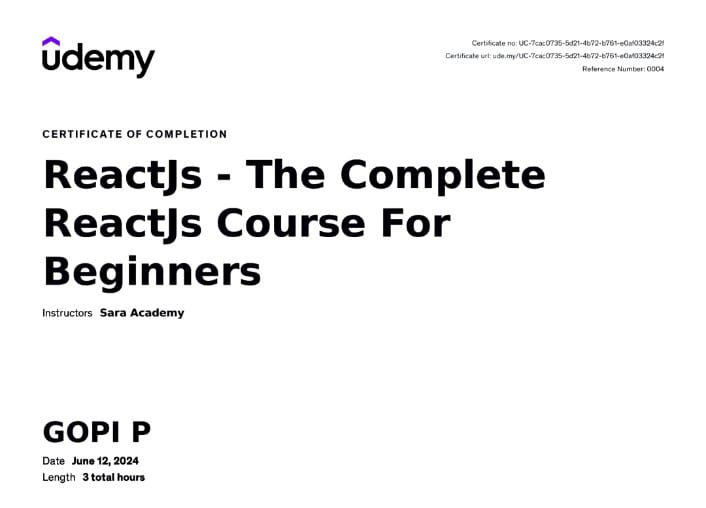 udemy
Certificate no: UC-7cac0735-5d21-4b72-b761-e0af03324c2f
Certificate url: ude.my/UC-7cac0735-5d21-4b72-b761-e0af03324c2f
Reference Number: 0004
CERTIFICATE OF COMPLETION
ReactJs - The Complete
ReactJs Course For
Beginners
Instructors Sara Academy
GOPI P
Date June 12, 2024
Length 3 total hours